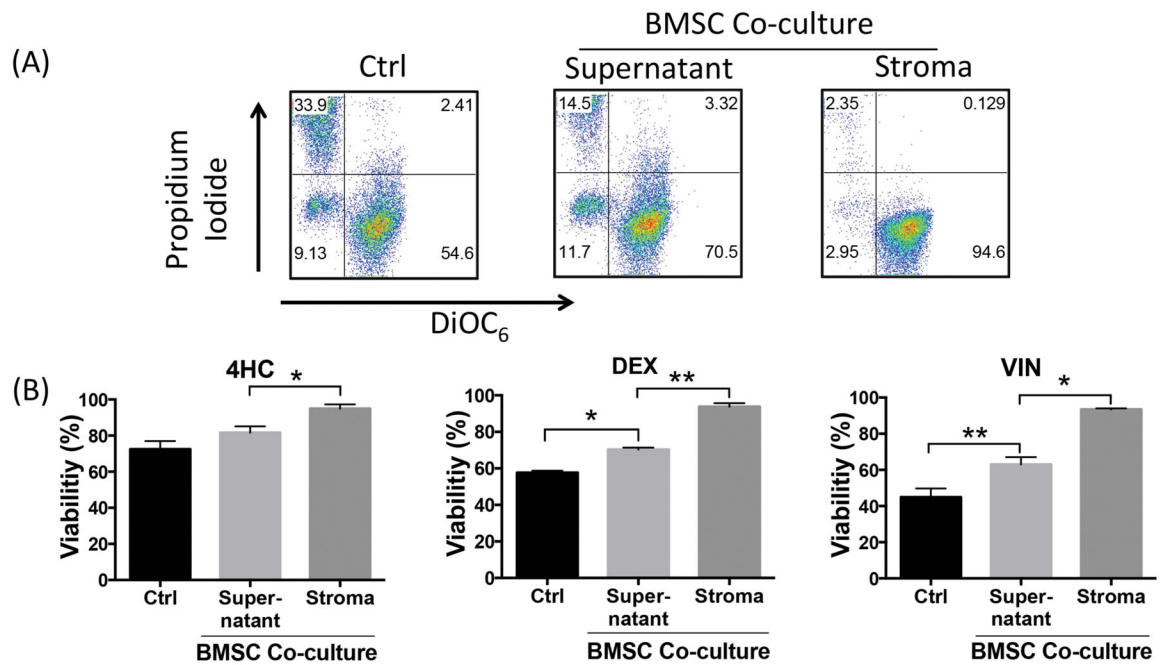 (A)
BMSC Co-culture
Ctrl
Supernatant
Stroma
Propidium
Iodide
33.9 2.41
9.13 54.6
14.5 3.32
11.7 70.5
2.35 0.129
2.95 94.6
DiOC₆
(B)
4HC
*
Viabilitiy (%)
100
80
60
40
20
0
Ctrl Super- Stroma
natant
BMSC Co-culture
DEX
**
*
Viabilitiy (%)
100
80
60
40
20
0
Ctrl Super- Stroma
natant
BMSC Co-culture
VIN
*
**
Viabilitiy (%)
100
80
60
40
20
0
Ctrl Super- Stroma
natant
BMSC Co-culture